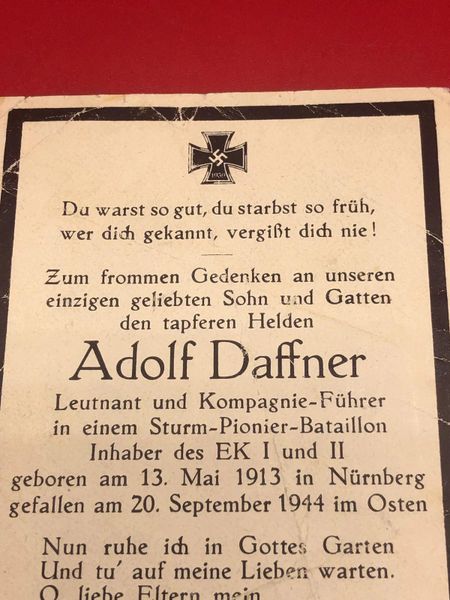 1939
Du warst so gut, du starbst so früh,
wer dich gekannt, vergißt dich nie!
Zum frommen Gedenken an unseren
einzigen geliebten Sohn und Gatten
den tapferen Helden
Adolf Daffner
Leutnant und Kompagnie-Führer
in einem Sturm-Pionier-Bataillon
Inhaber des EK I und II
geboren am 13. Mai 1913 in Nürnberg
gefallen am 20. September 1944 im Osten
Nun ruhe ich in Gottes Garten
Und tu' auf meine Lieben warten.
O, liebe Eltern mein